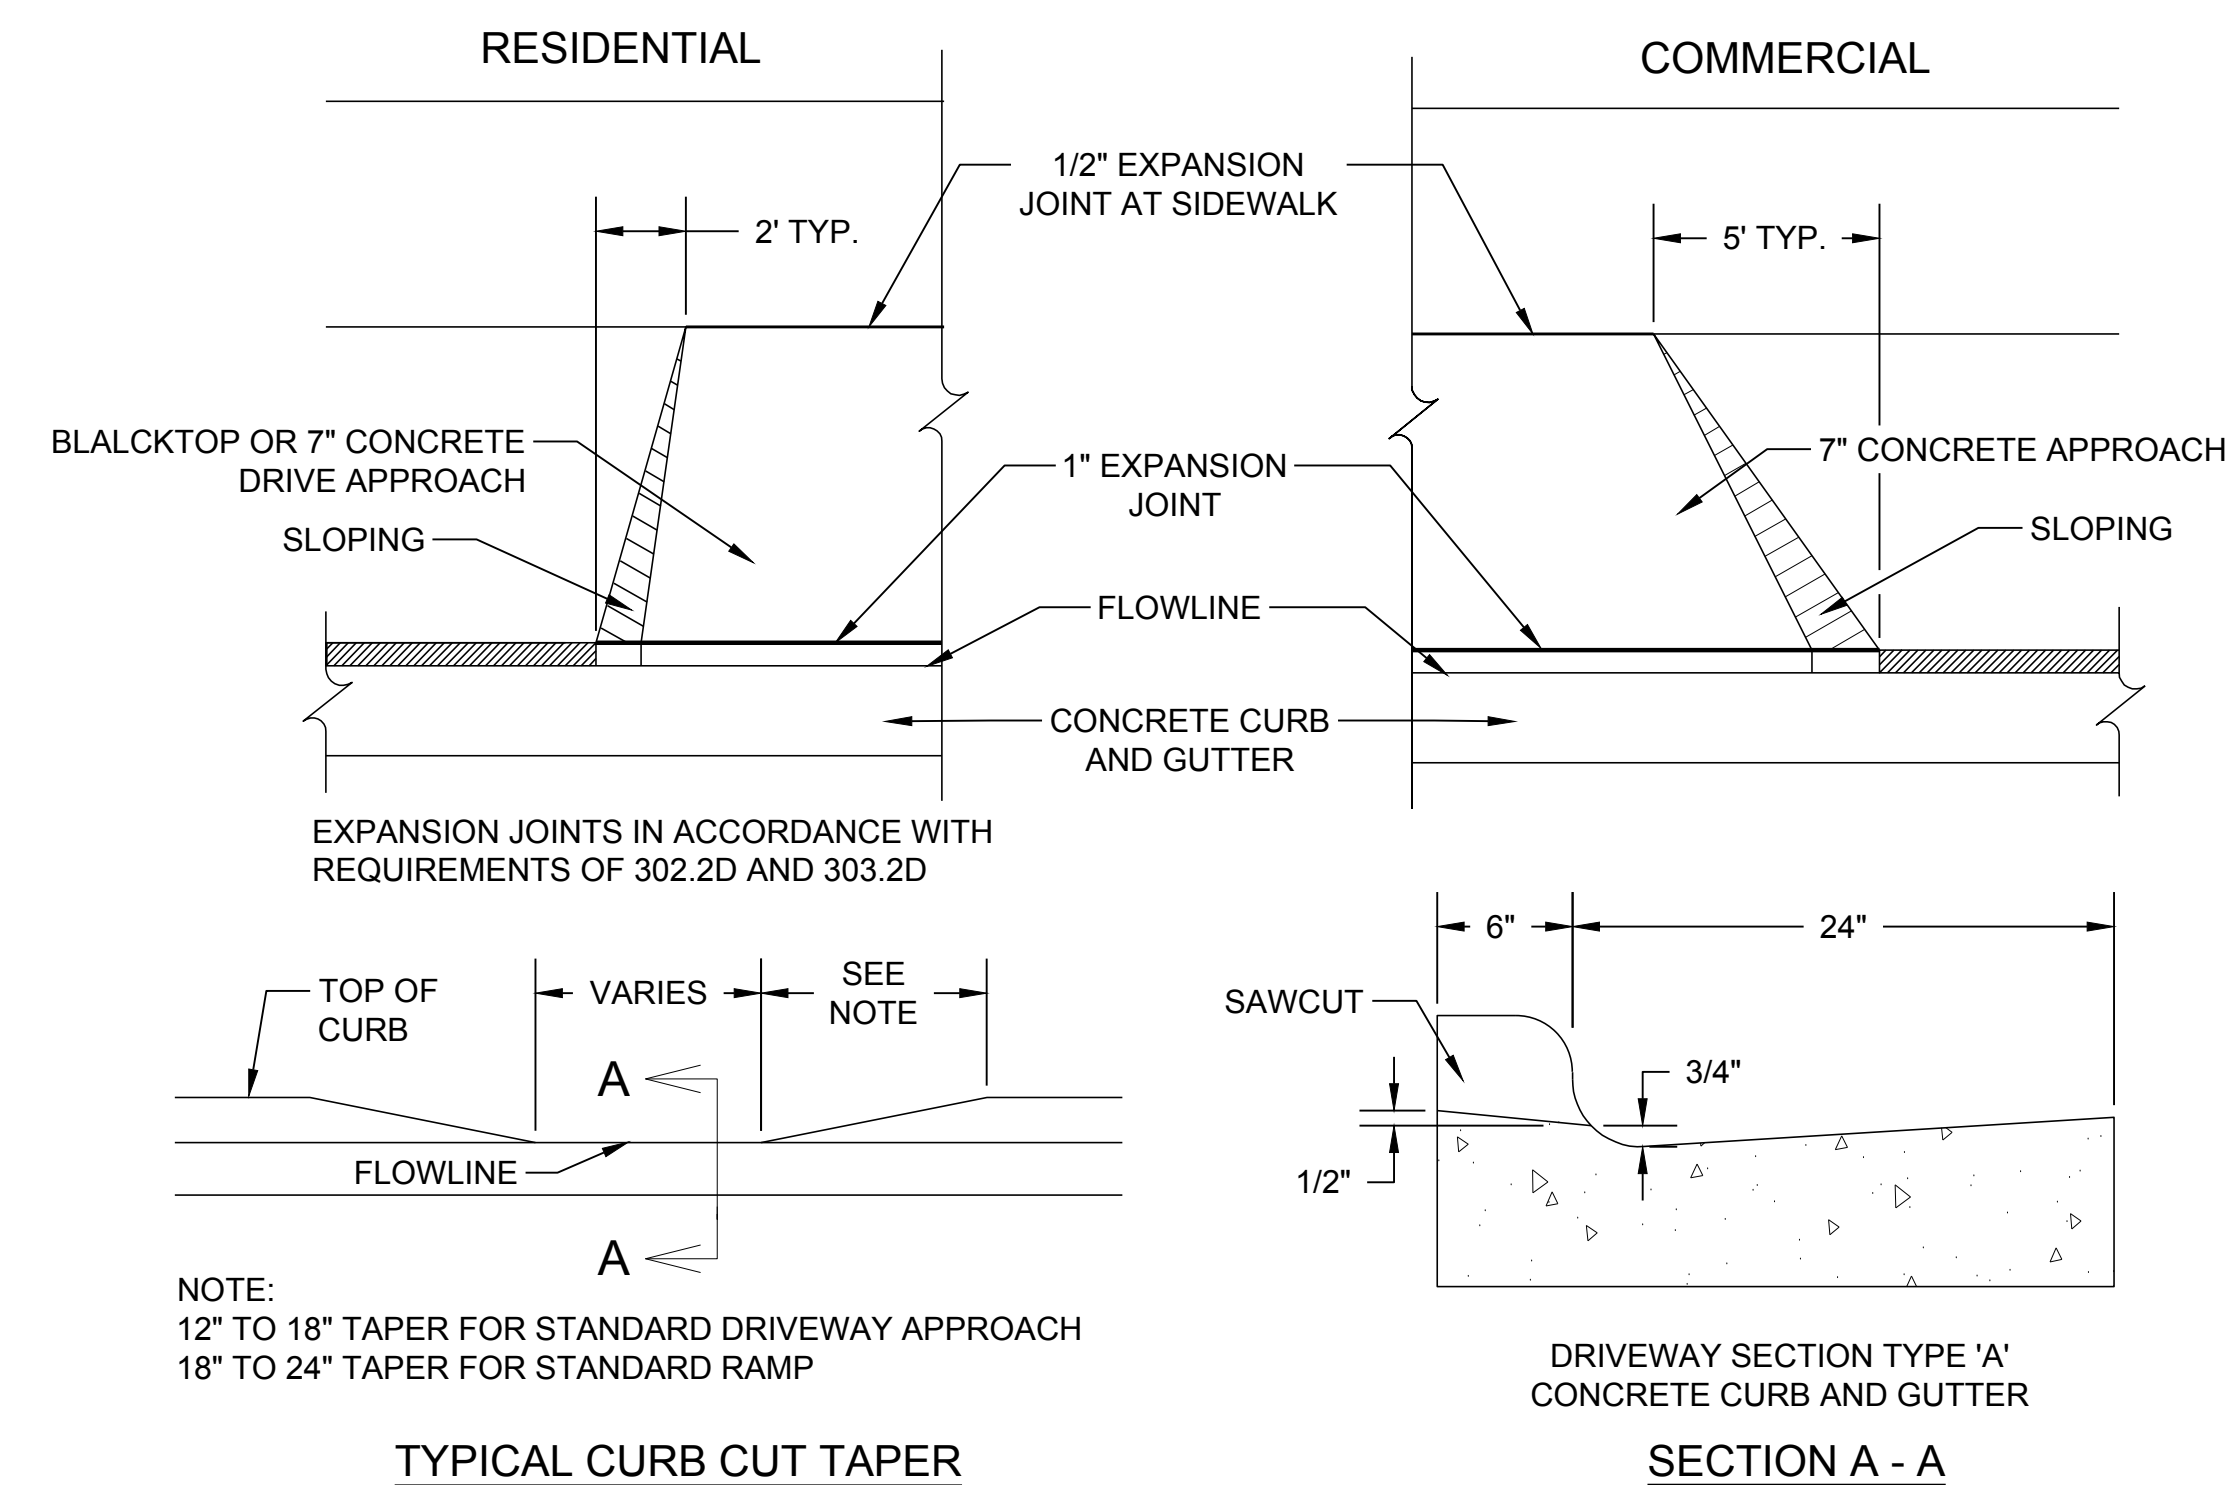 RESIDENTIAL
COMMERCIAL
1/2" EXPANSION
JOINT AT SIDEWALK
2' TYP.
5' TYP.
BLALCKTOP OR 7" CONCRETE
DRIVE APPROACH
SLOPING
1" EXPANSION
JOINT
7" CONCRETE APPROACH
SLOPING
FLOWLINE
CONCRETE CURB
AND GUTTER
EXPANSION JOINTS IN ACCORDANCE WITH
REQUIREMENTS OF 302.2D AND 303.2D
TOP OF
CURB
VARIES
SEE
NOTE
A
FLOWLINE
A
NOTE:
12" TO 18" TAPER FOR STANDARD DRIVEWAY APPROACH
18" TO 24" TAPER FOR STANDARD RAMP
TYPICAL CURB CUT TAPER
6"
24"
SAWCUT
3/4"
1/2"
DRIVEWAY SECTION TYPE 'A'
CONCRETE CURB AND GUTTER
SECTION A - A